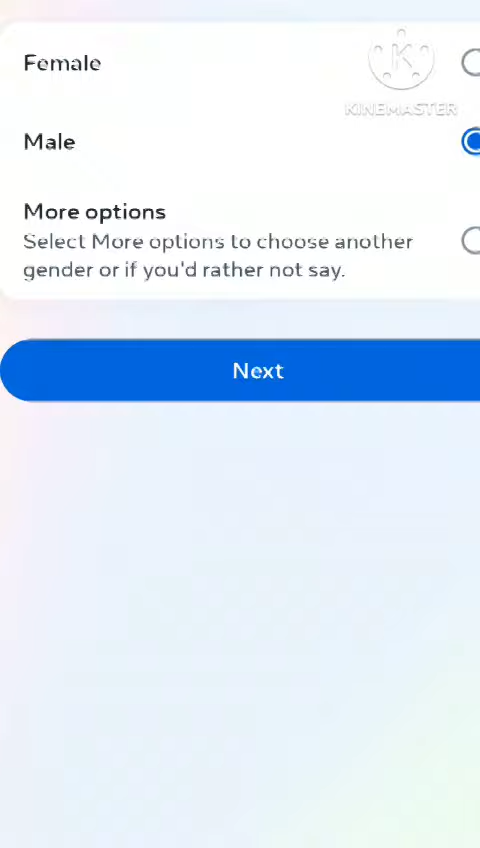 Female
KINEMASTER
Male
More options
Select More options to choose another
gender or if you'd rather not say.
Next